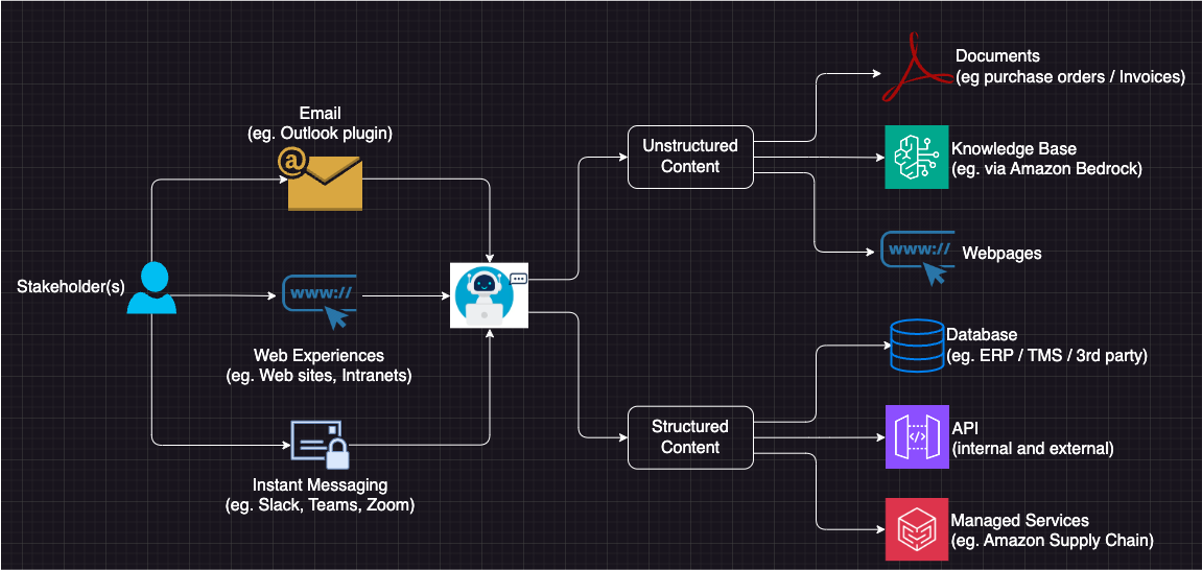 Documents
(eg purchase orders / Invoices)
Email
(eg. Outlook plugin)
@
Unstructured
Content
Knowledge Base
(eg. via Amazon Bedrock)
www://
Webpages
Stakeholder(s)
www://
Web Experiences
(eg. Web sites, Intranets)
Database
(eg. ERP / TMS / 3rd party)
Structured
Content
API
(internal and external)
</>
Instant Messaging
(eg. Slack, Teams, Zoom)
Managed Services
(eg. Amazon Supply Chain)